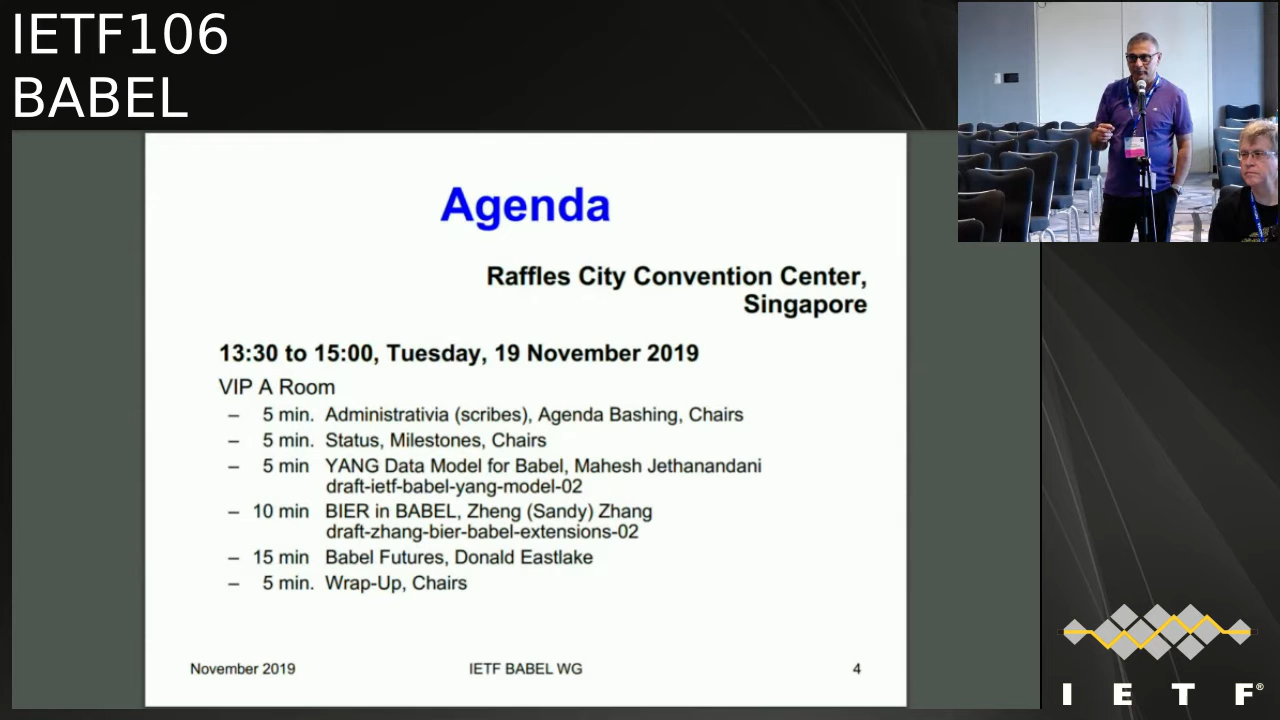 IETF106
BABEL
Agenda
Raffles City Convention Center,
Singapore
13:30 to 15:00, Tuesday, 19 November 2019
VIP A Room
– 5 min. Administrativia (scribes), Agenda Bashing, Chairs
– 5 min. Status, Milestones, Chairs
– 5 min YANG Data Model for Babel, Mahesh Jethanandani
draft-ietf-babel-yang-model-02
– 10 min BIER in BABEL, Zheng (Sandy) Zhang
draft-zhang-bier-babel-extensions-02
– 15 min Babel Futures, Donald Eastlake
– 5 min. Wrap-Up, Chairs
November 2019 IETF BABEL WG 4
I E T F®